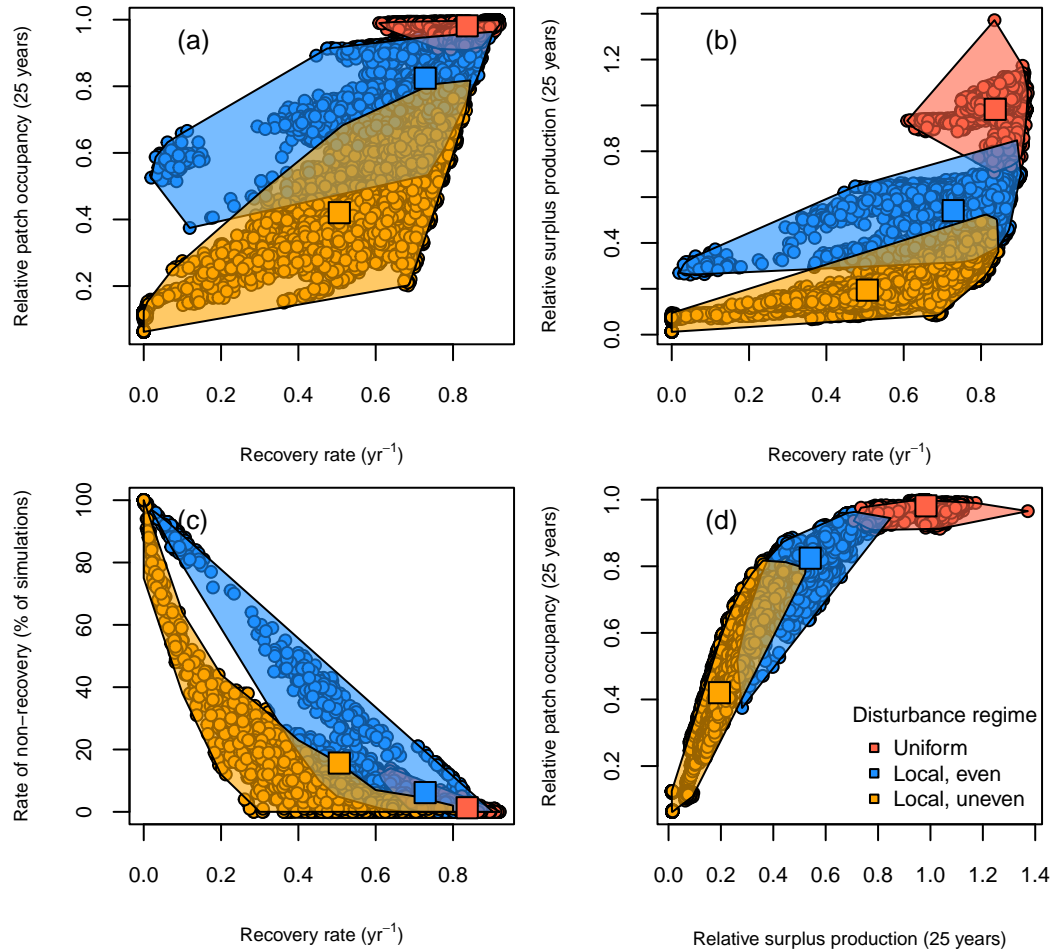 (a)
Relative patch occupancy (25 years)
0.2 0.4 0.6 0.8 1.0
0.0 0.2 0.4 0.6 0.8
Recovery rate (yr⁻¹)
(b)
Relative surplus production (25 years)
0.0 0.4 0.8 1.2
0.0 0.2 0.4 0.6 0.8
Recovery rate (yr⁻¹)
(c)
Rate of non−recovery (% of simulations)
0 20 40 60 80 100
0.0 0.2 0.4 0.6 0.8
Recovery rate (yr⁻¹)
(d)
Relative patch occupancy (25 years)
0.2 0.4 0.6 0.8 1.0
Disturbance regime
Uniform
Local, even
Local, uneven
0.0 0.2 0.4 0.6 0.8 1.0 1.2 1.4
Relative surplus production (25 years)